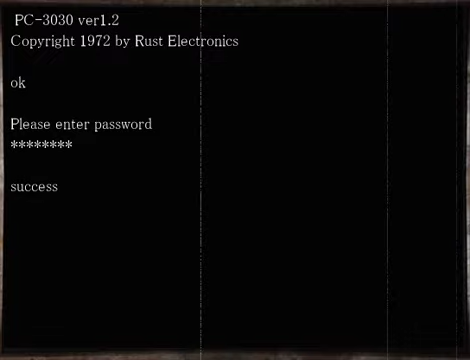 PC-3030 ver1.2
Copyright 1972 by Rust Electronics
ok
Please enter password
********
success